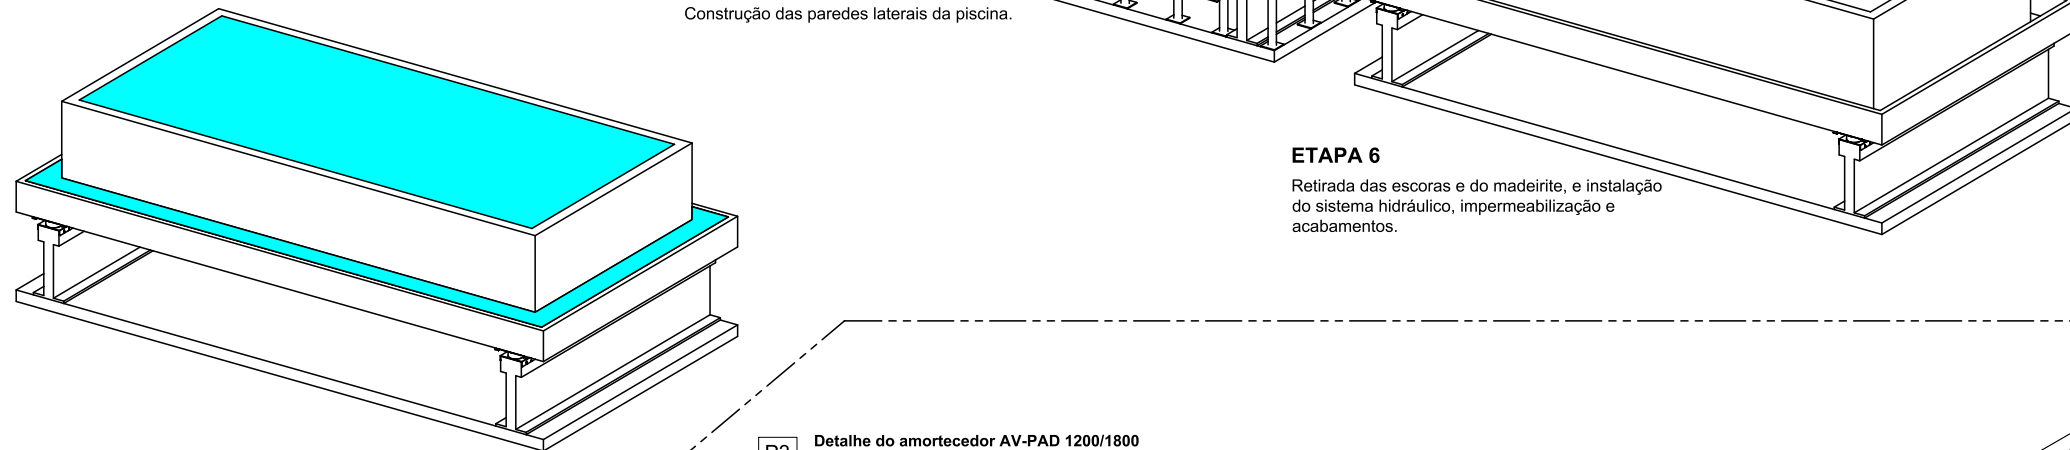 Construção das paredes laterais da piscina.
ETAPA 6
Retirada das escoras e do madeirite, e instalação
do sistema hidráulico, impermeabilização e
acabamentos.
Detalhe do amortecedor AV-PAD 1200/1800